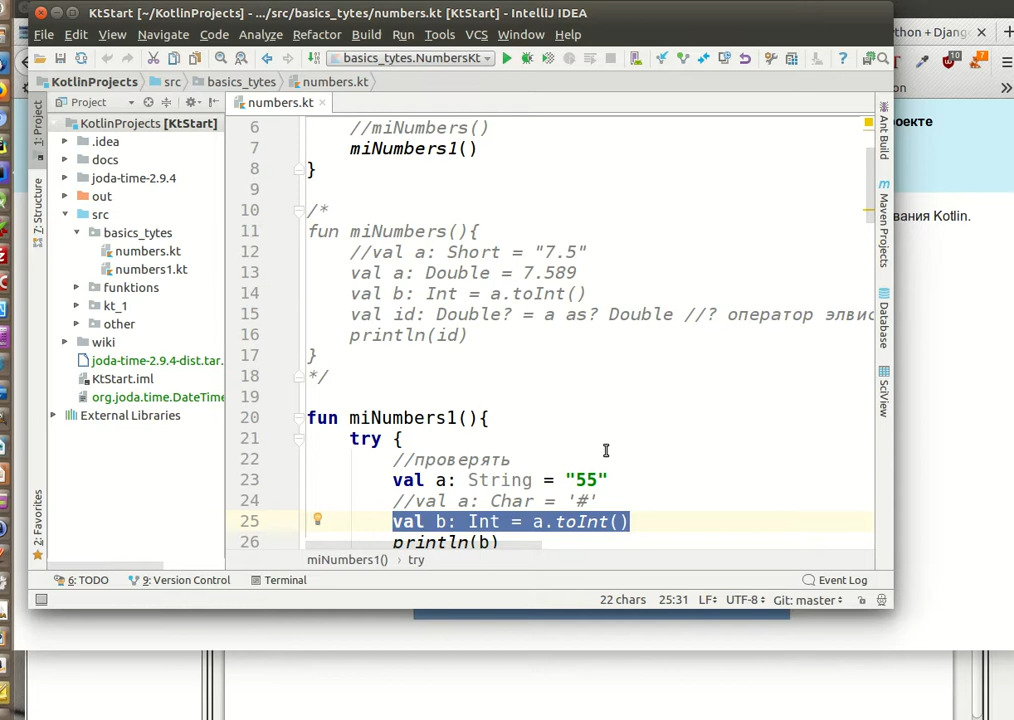 KtStart [~/KotlinProjects] - .../src/basics_tytes/numbers.kt [KtStart] - IntelliJ IDEA
File Edit View Navigate Code Analyze Refactor Build Run Tools VCS Window Help
basics_tytes.NumbersKt
KotlinProjects src basics_tytes numbers.kt
Project
numbers.kt
1: Project
7: Structure
2: Favorites
KotlinProjects [KtStart]
.idea
docs
joda-time-2.9.4
out
src
basics_tytes
numbers.kt
numbers1.kt
funktions
kt_1
other
wiki
joda-time-2.9.4-dist.tar.
KtStart.iml
org.joda.time.DateTime
External Libraries
6 //miNumbers()
7 miNumbers1()
8 }
9
10 /*
11 fun miNumbers(){
12 //val a: Short = "7.5"
13 val a: Double = 7.589
14 val b: Int = a.toInt()
15 val id: Double? = a as? Double //? оператор элвис
16 println(id)
17 }
18 */
19
20 fun miNumbers1(){
21 try {
22 //проверять
23 val a: String = "55"
24 //val a: Char = '#'
25 val b: Int = a.toInt()
26 println(b)
miNumbers1() › try
Ant Build
Maven Projects
Database
SciView
6: TODO 9: Version Control Terminal Event Log
22 chars 25:31 LF÷ UTF-8 Git: master
ython + Djang
10
7
роекте
вания Kotlin.